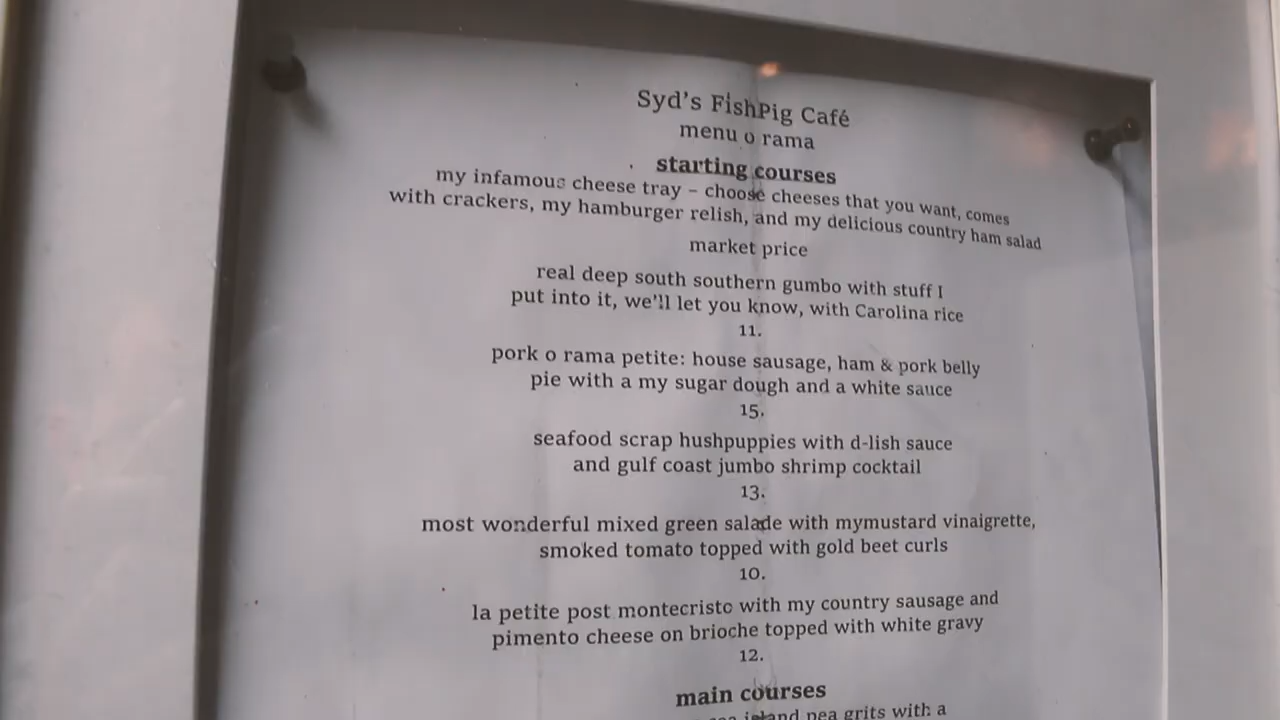 Syd's FishPig Café
menu o rama
starting courses
my infamous cheese tray – choose cheeses that you want, comes
with crackers, my hamburger relish, and my delicious country ham salad
market price
real deep south southern gumbo with stuff I
put into it, we'll let you know, with Carolina rice
11.
pork o rama petite: house sausage, ham & pork belly
pie with a my sugar dough and a white sauce
15.
seafood scrap hushpuppies with d-lish sauce
and gulf coast jumbo shrimp cocktail
13.
most wonderful mixed green salade with mymustard vinaigrette,
smoked tomato topped with gold beet curls
10.
la petite post montecristo with my country sausage and
pimento cheese on brioche topped with white gravy
12.
main courses
island pea grits with a